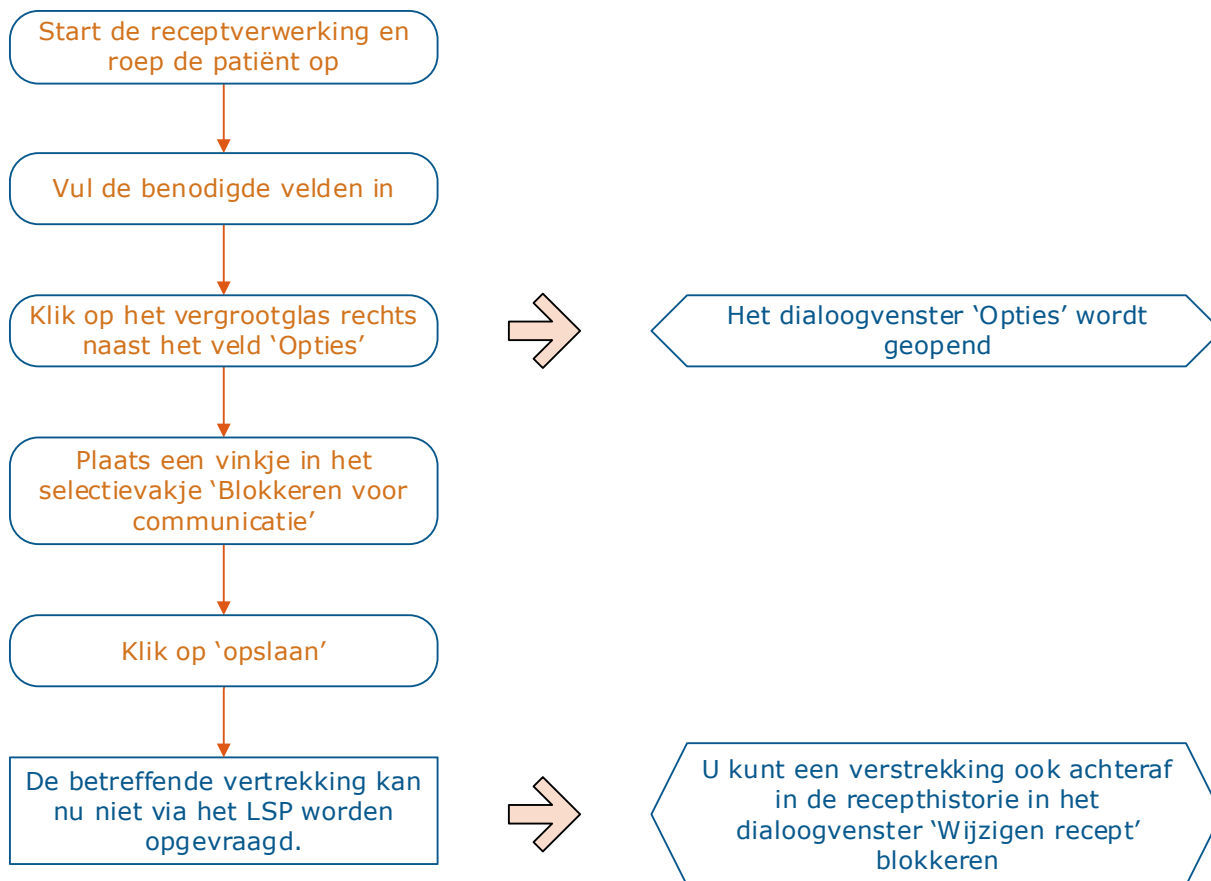 Start de receptverwerking en
roep de patiënt op
Vul de benodigde velden in
Klik op het vergrootglas rechts
naast het veld ‘Opties’
Het dialoogvenster ‘Opties’ wordt
geopend
Plaats een vinkje in het
selectievakje ‘Blokkeren voor
communicatie’
Klik op ‘opslaan’
De betreffende vertrekking kan
nu niet via het LSP worden
opgevraagd.
U kunt een verstrekking ook achteraf
in de recepthistorie in het
dialoogvenster ‘Wijzigen recept’
blokkeren